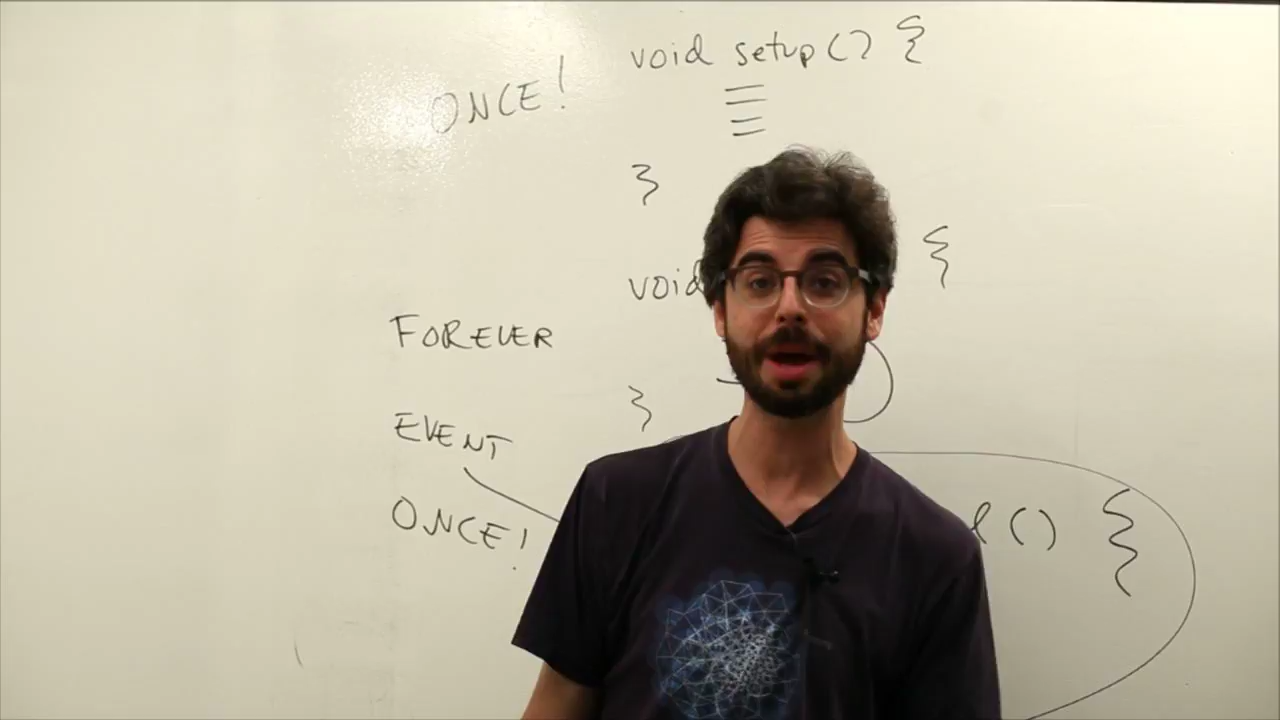 void setup() {
ONCE!
}
void {
FOREVER
}
EVENT
() {
ONCE!